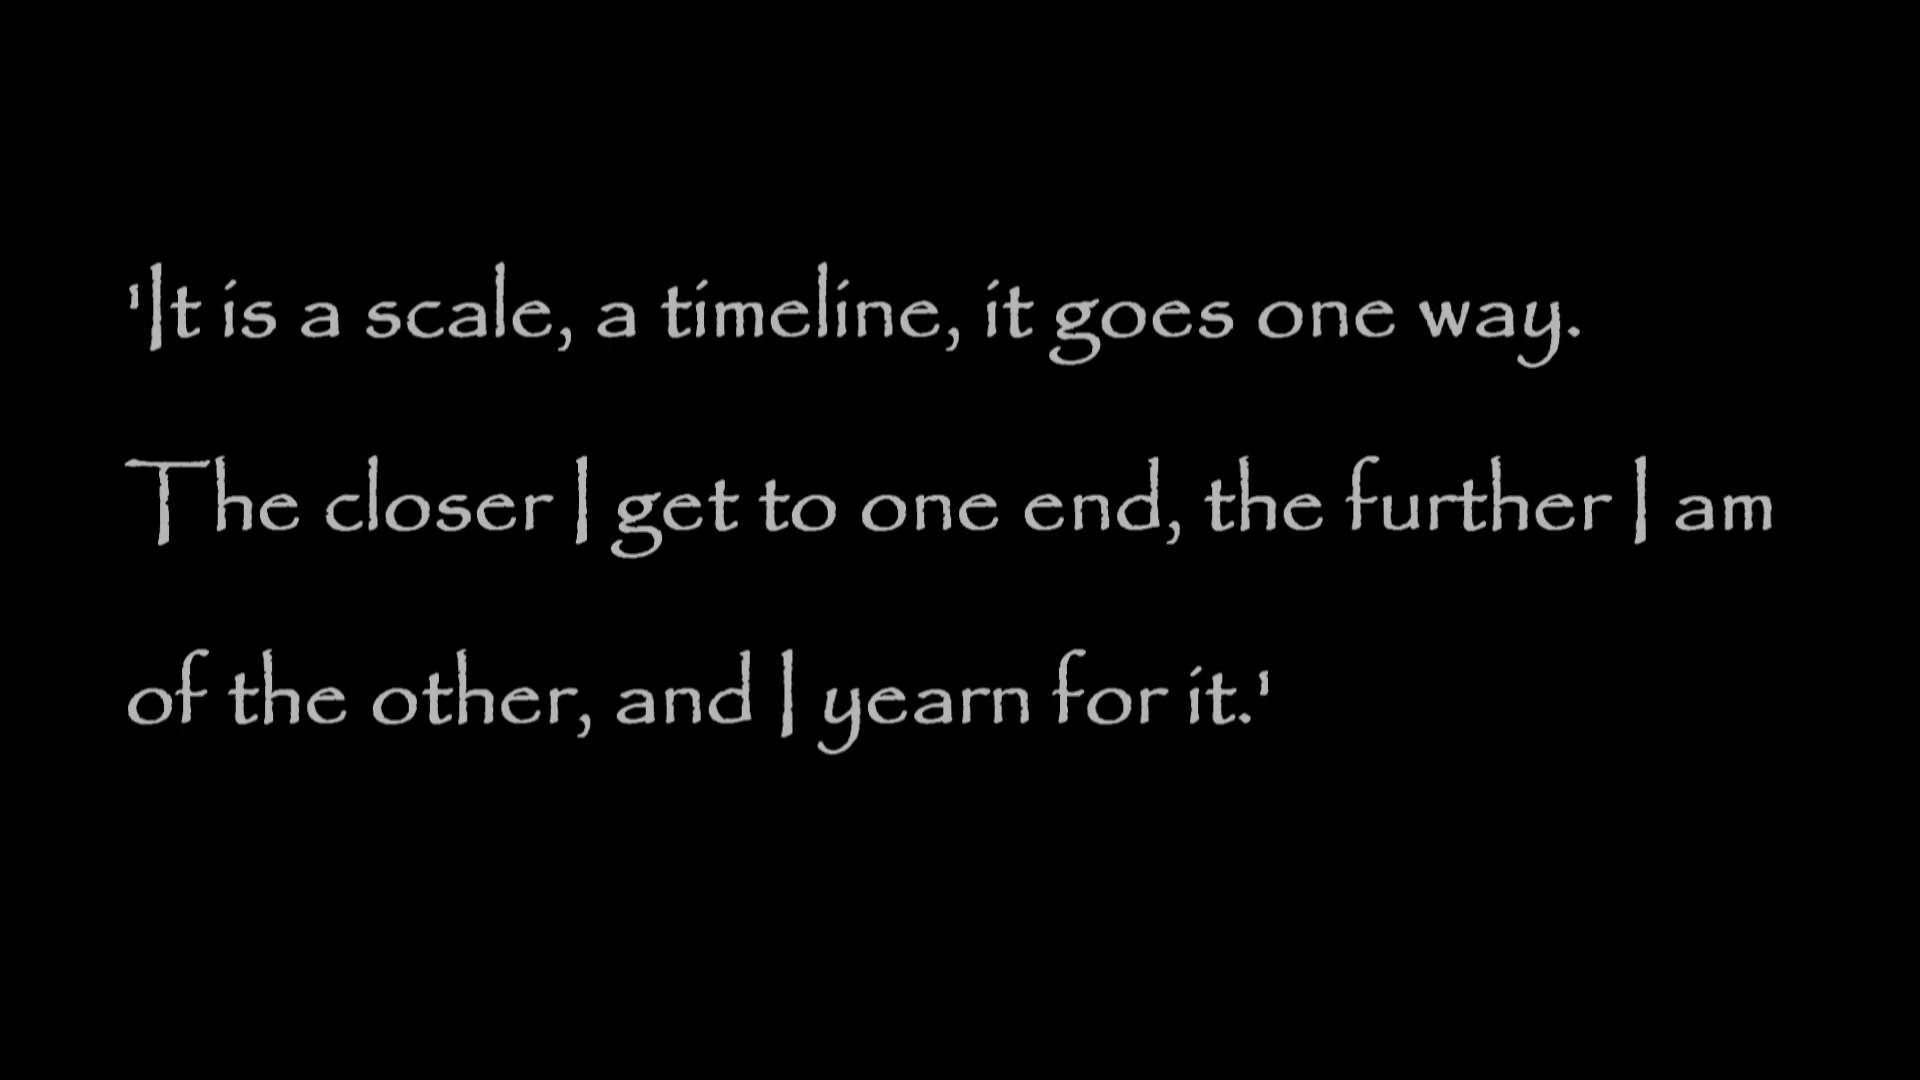 'It is a scale, a timeline, it goes one way.
The closer I get to one end, the further I am
of the other, and I yearn for it.'